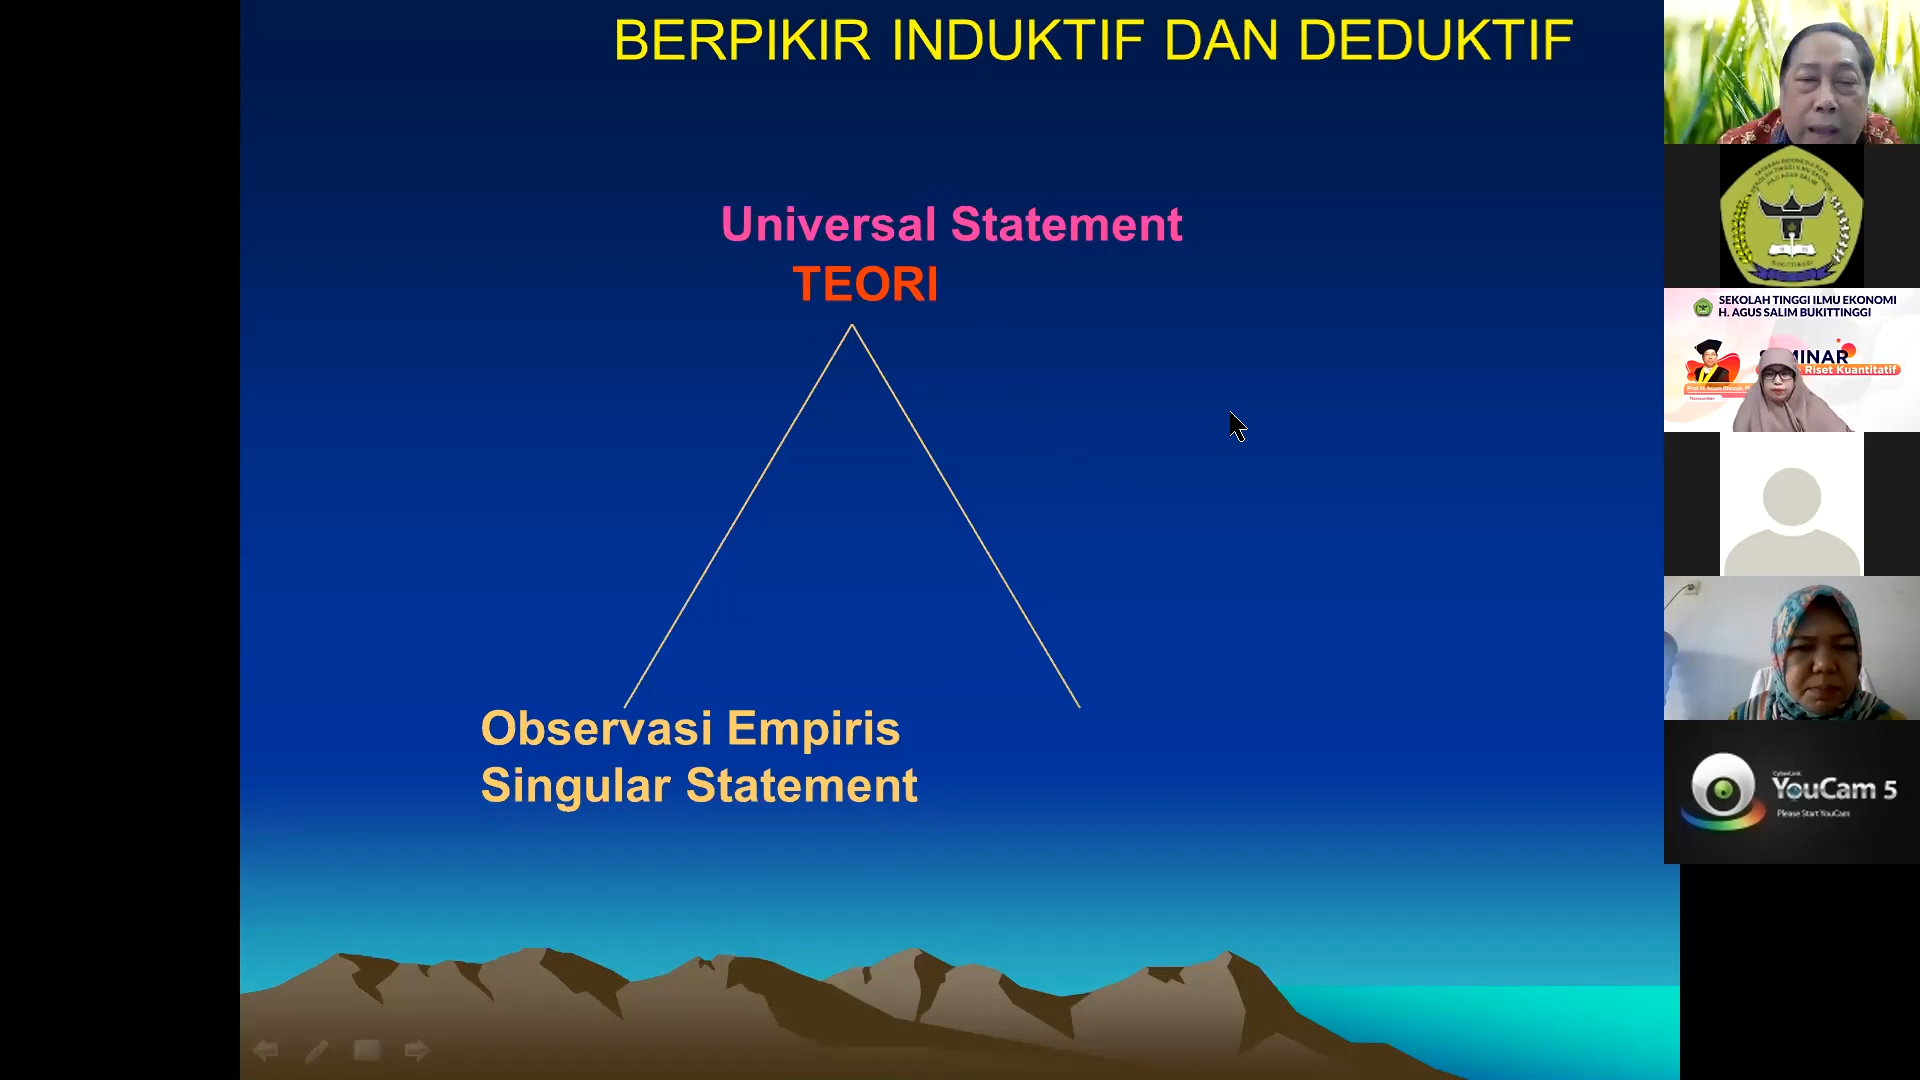 BERPIKIR INDUKTIF DAN DEDUKTIF
Universal Statement
TEORI
Observasi Empiris
Singular Statement
SEKOLAH TINGGI ILMU EKONOMI
H. AGUS SALIM BUKITTINGGI
MINAR
Riset Kuantitatif
CyberLink
YouCam 5
Please Start YouCam